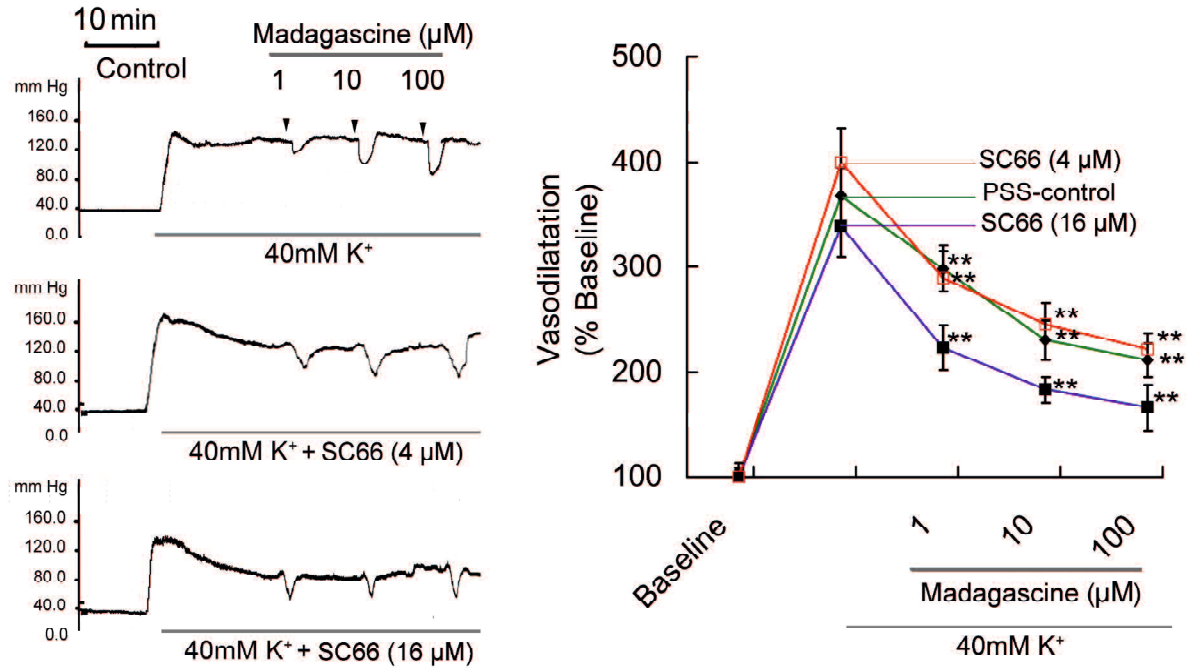 10 min
Control
Madagascine (µM)
1 10 100
mm Hg
160.0
120.0
80.0
40.0
0.0
40mM K⁺
mm Hg
160.0
120.0
80.0
40.0
0.0
40mM K⁺ + SC66 (4 µM)
mm Hg
160.0
120.0
80.0
40.0
0.0
40mM K⁺ + SC66 (16 µM)
Vasodilatation
(% Baseline)
500
400
300
200
100
SC66 (4 µM)
PSS-control
SC66 (16 µM)
**
**
**
**
**
**
**
**
**
Baseline
1 10 100
Madagascine (µM)
40mM K⁺